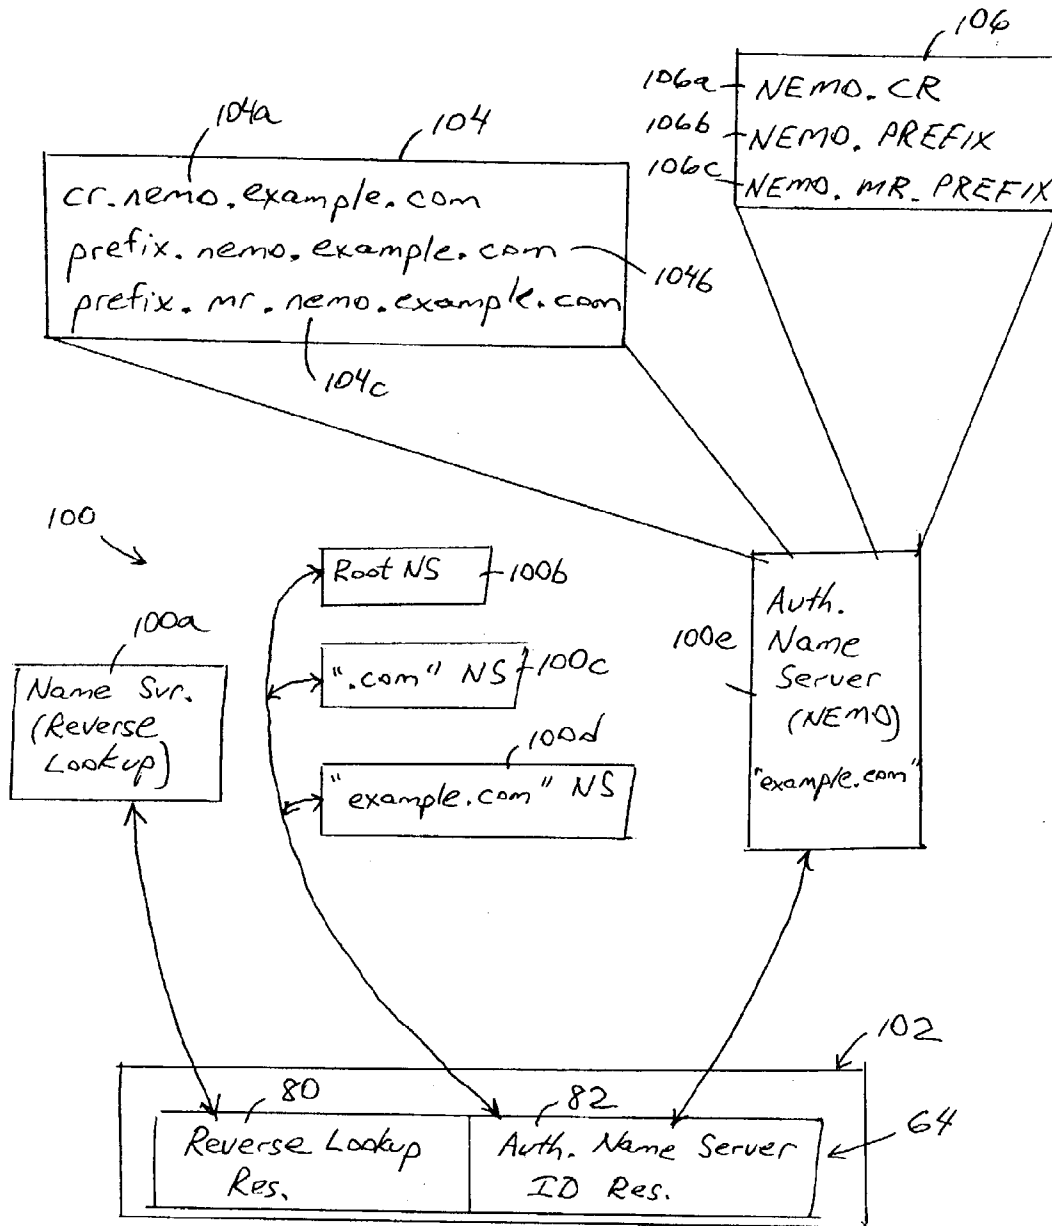 106
106a
NEMO. CR
106b
NEMO. PREFIX
106c
NEMO. MR. PREFIX
104a
104
cr.nemo.example.com
prefix.nemo.example.com
104b
prefix.mr.nemo.example.com
104c
100
Root NS
100b
100a
".com" NS
100c
100d
"example.com" NS
Name Svr.
(Reverse
Lookup)
100e
Auth.
Name
Server
(NEMO)
"example.com"
102
80
82
64
Reverse Lookup
Res.
Auth. Name Server
ID Res.